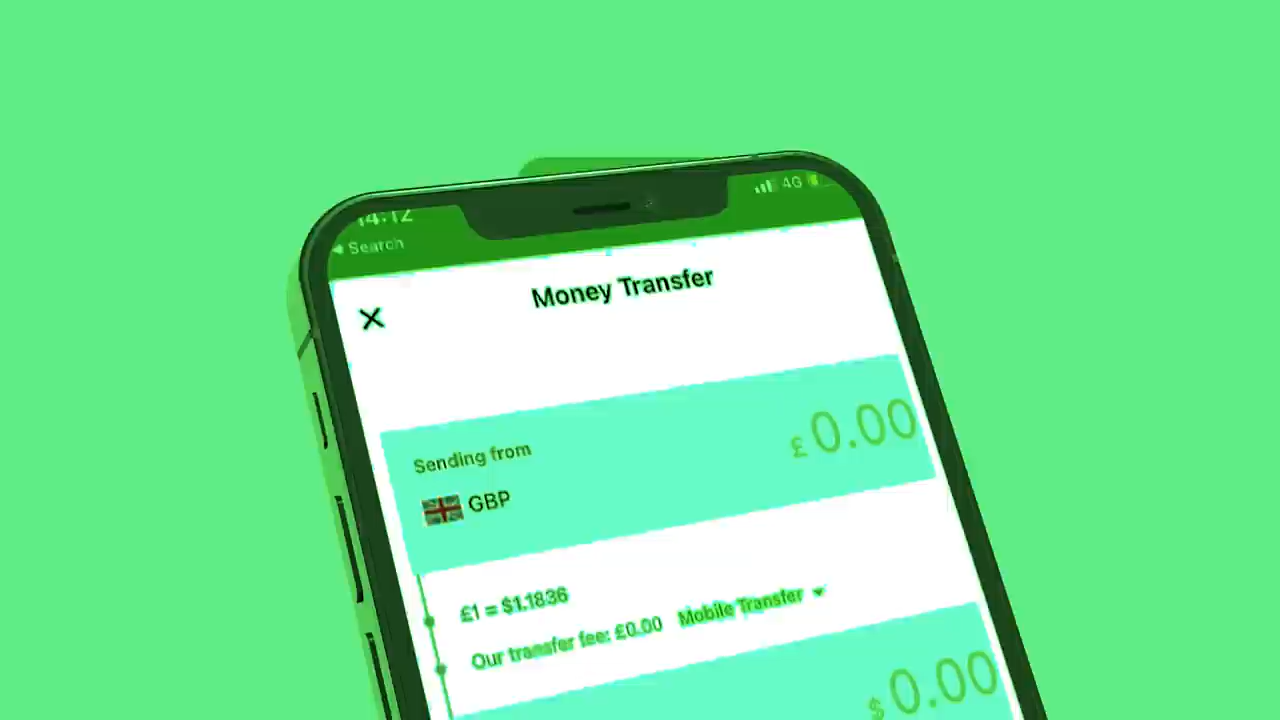 14:12
4G
Search
Money Transfer
Sending from
£ 0.00
GBP
£1 = $1.1836
Our transfer fee: £0.00 Mobile Transfer
$ 0.00